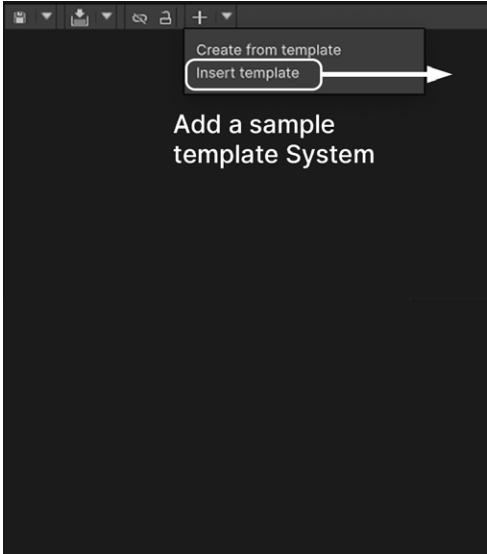 Create from template
Insert template
Add a sample
template System